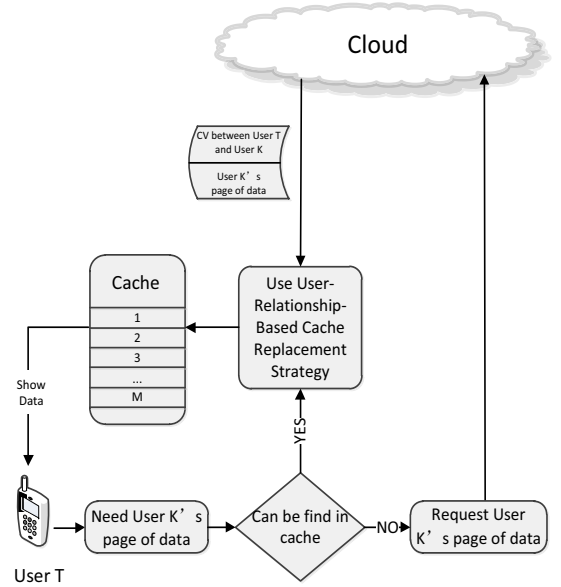 Cloud
CV between User T
and User K
User K’s
page of data
Cache
1
2
3
...
M
Use User-
Relationship-
Based Cache
Replacement
Strategy
Show
Data
YES
Need User K’s
page of data
Can be find in
cache
NO
Request User
K’s page of data
User T